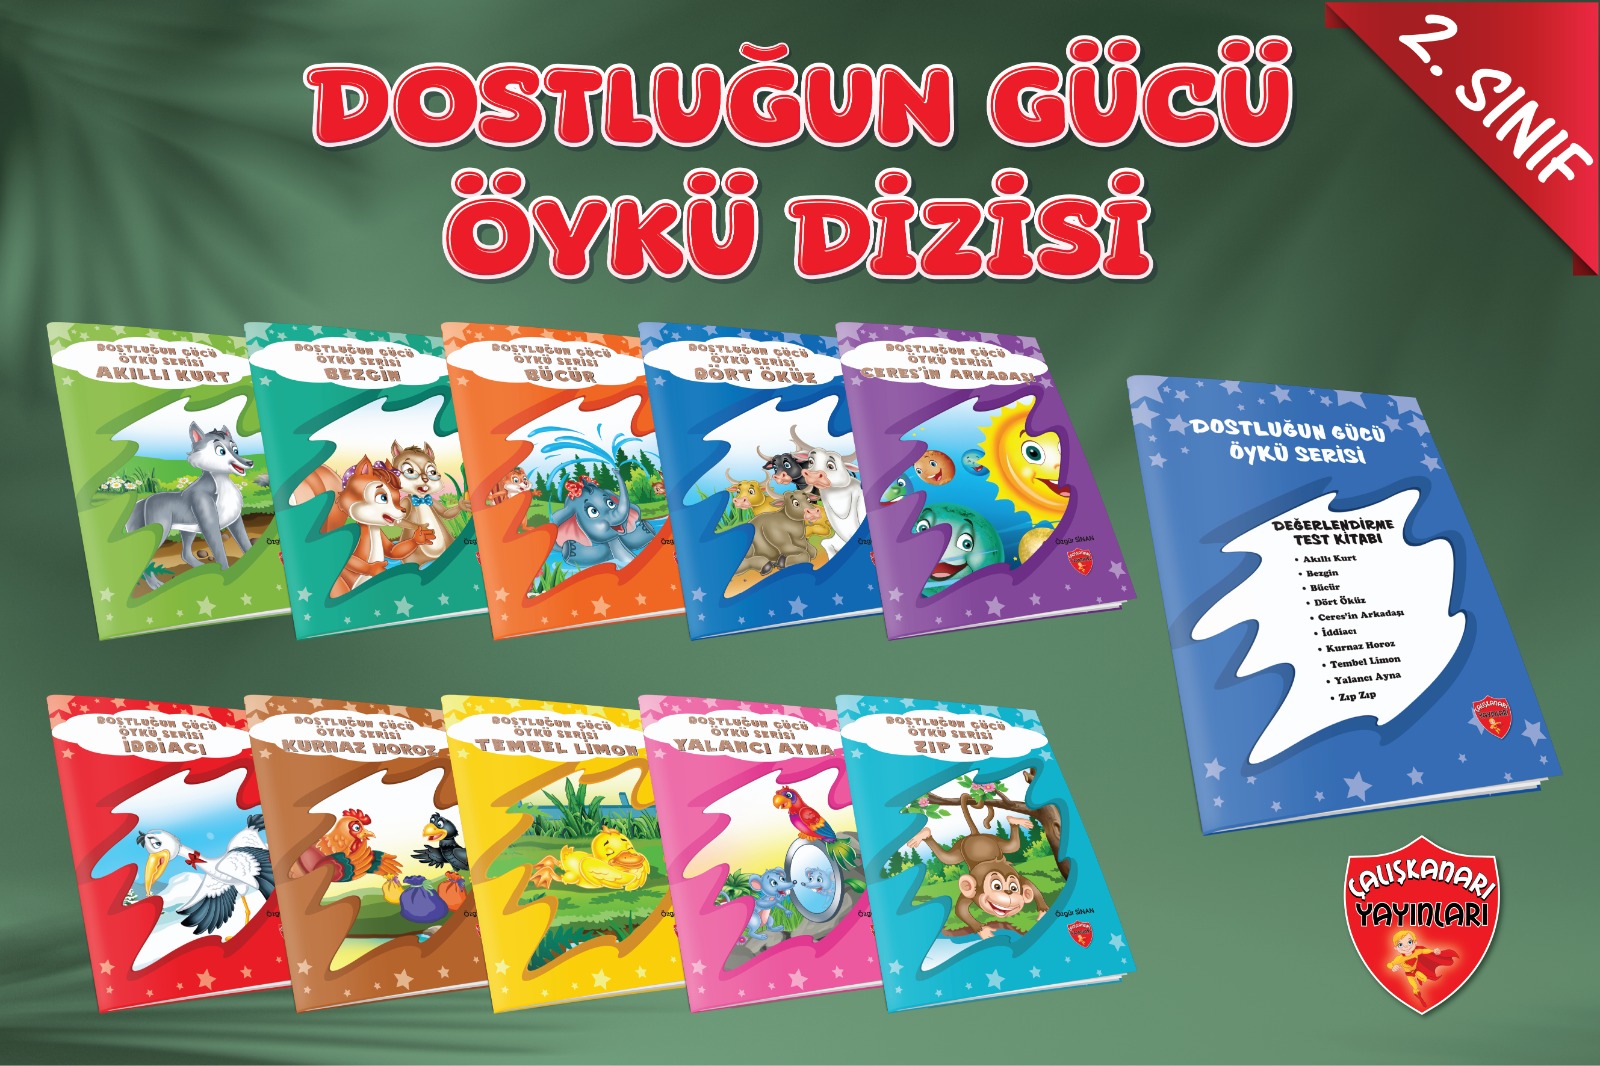 DOSTLUĞUN GÜCÜ
ÖYKÜ DİZİSİ
2. SINIF
DOSTLUĞUN GÜCÜ
ÖYKÜ SERİSİ
AKILLI KURT
DOSTLUĞUN GÜCÜ
ÖYKÜ SERİSİ
BEZGİN
DOSTLUĞUN GÜCÜ
ÖYKÜ SERİSİ
BÜCÜR
DOSTLUĞUN GÜCÜ
ÖYKÜ SERİSİ
DÖRT ÖKÜZ
DOSTLUĞUN GÜCÜ
ÖYKÜ SERİSİ
CERES'İN ARKADAŞI
Özgür SİNAN
DOSTLUĞUN GÜCÜ
ÖYKÜ SERİSİ
DEĞERLENDİRME
TEST KİTABI
• Akıllı Kurt
• Bezgin
• Bücür
• Dört Öküz
• Ceres'in Arkadaşı
• İddiacı
• Kurnaz Horoz
• Tembel Limon
• Yalancı Ayna
• Zıp Zıp
ÇALIŞKANARI
YAYINLARI
DOSTLUĞUN GÜCÜ
ÖYKÜ SERİSİ
İDDİACI
DOSTLUĞUN GÜCÜ
ÖYKÜ SERİSİ
KURNAZ HOROZ
DOSTLUĞUN GÜCÜ
ÖYKÜ SERİSİ
TEMBEL LİMON
DOSTLUĞUN GÜCÜ
ÖYKÜ SERİSİ
YALANCI AYNA
DOSTLUĞUN GÜCÜ
ÖYKÜ SERİSİ
ZIP ZIP
Özgür SİNAN
ÇALIŞKANARI
YAYINLARI